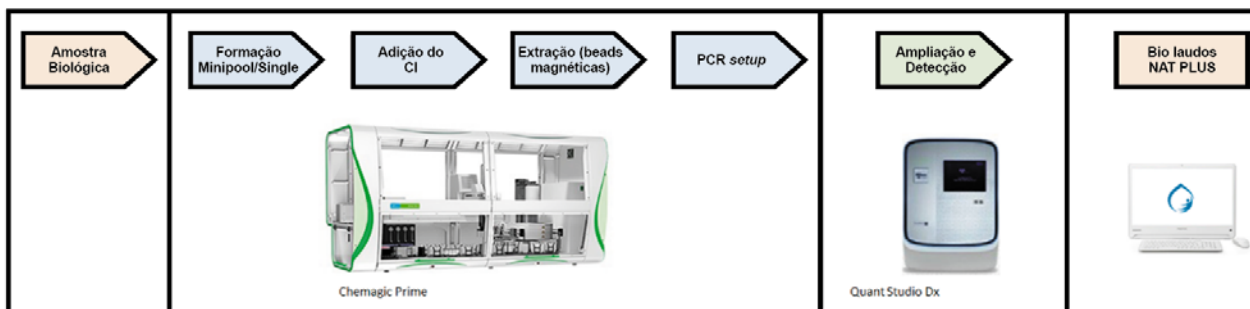 Amostra
Biológica
Formação
Minipool/Single
Adição do
CI
Extração (beads
magnéticas)
PCR setup
Ampliação e
Detecção
Bio laudos
NAT PLUS
Chemagic Prime
Quant Studio Dx